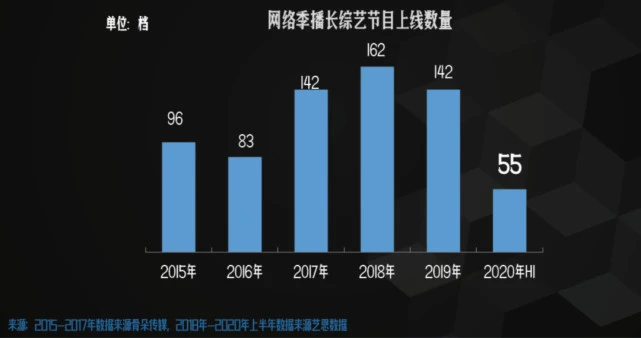 网络季播长综艺节目上线数量
单位：档
96
83
142
162
142
55
2015年
2016年
2017年
2018年
2019年
2020年H1
来源：2015-2017年数据来源骨朵传媒，2018年-2020年上半年数据来源艺恩数据